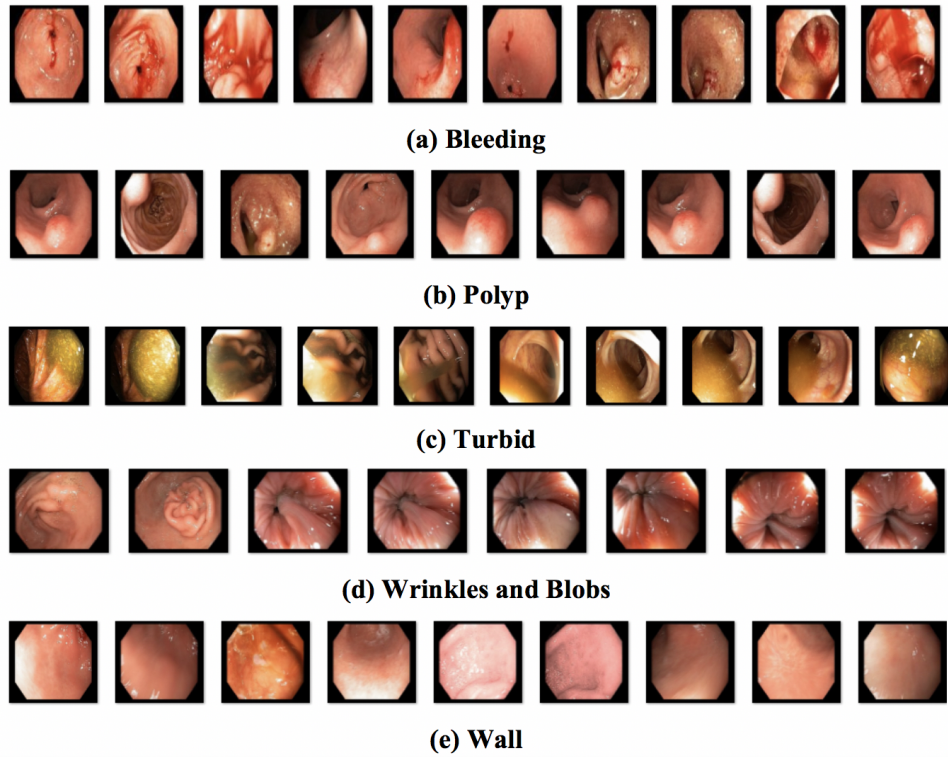 (a) Bleeding
(b) Polyp
(c) Turbid
(d) Wrinkles and Blobs
(e) Wall